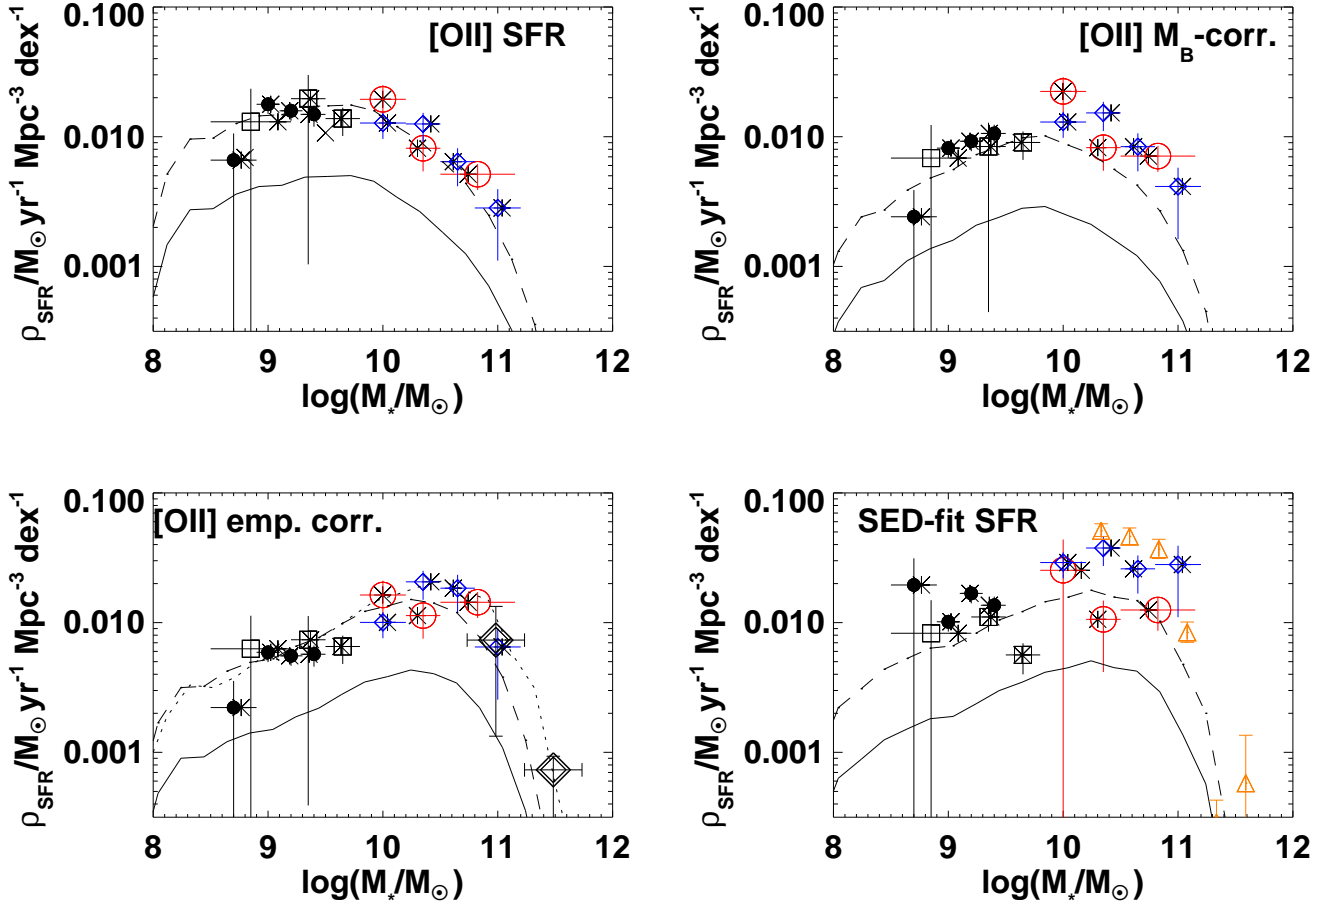 [OII] SFR
0.100
0.010
0.001
ρSFR/M⊙ yr-1 Mpc-3 dex-1
8 9 10 11 12
log(M*/M⊙)
[OII] MB-corr.
0.100
0.010
0.001
ρSFR/M⊙ yr-1 Mpc-3 dex-1
8 9 10 11 12
log(M*/M⊙)
[OII] emp. corr.
0.100
0.010
0.001
ρSFR/M⊙ yr-1 Mpc-3 dex-1
8 9 10 11 12
log(M*/M⊙)
SED-fit SFR
0.100
0.010
0.001
ρSFR/M⊙ yr-1 Mpc-3 dex-1
8 9 10 11 12
log(M*/M⊙)